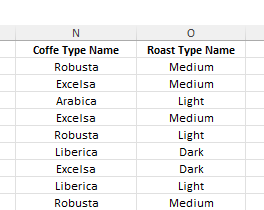 N O
Coffe Type Name Roast Type Name
Robusta Medium
Excelsa Medium
Arabica Light
Excelsa Medium
Robusta Light
Liberica Dark
Excelsa Dark
Liberica Light
Robusta Medium